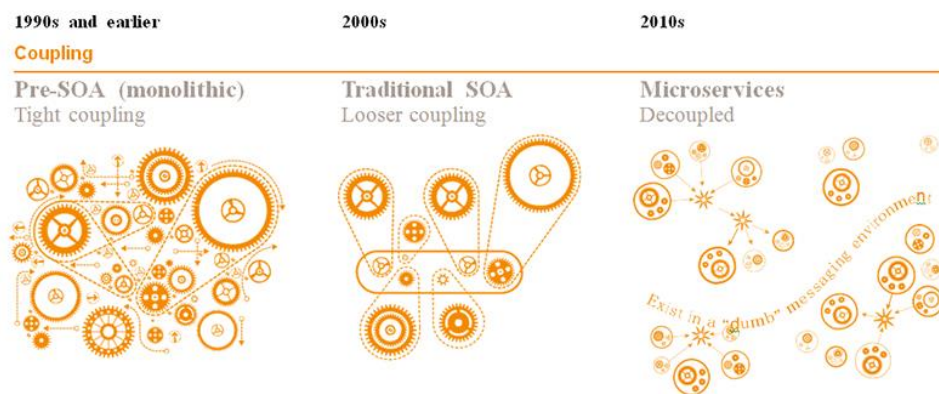 1990s and earlier
2000s
2010s
Coupling
Pre-SOA (monolithic)
Tight coupling
Traditional SOA
Looser coupling
Microservices
Decoupled
Exist in a "dumb" messaging environment